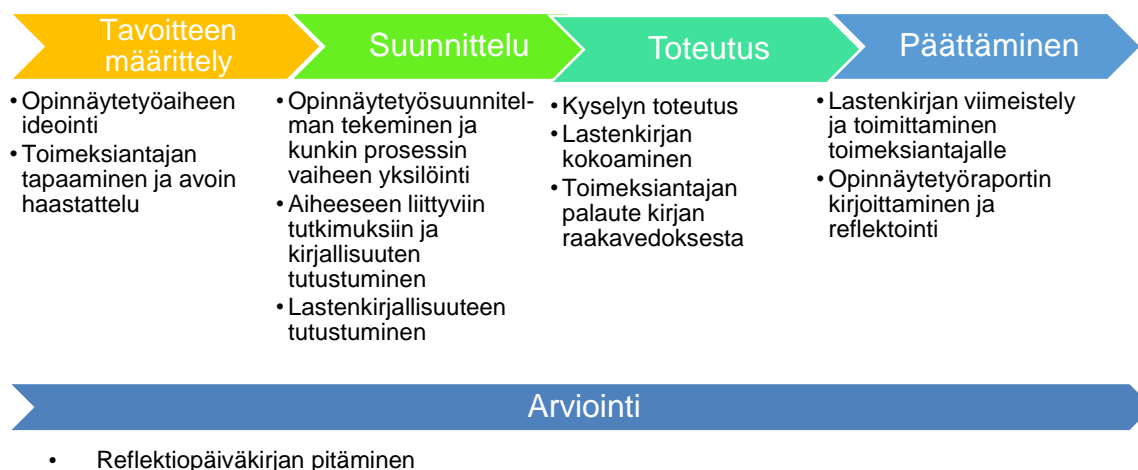 Tavoitteen
määrittely
• Opinnäytetyöaiheen
ideointi
• Toimeksiantajan
tapaaminen ja avoin
haastattelu
Suunnittelu
• Opinnäytetyösuunnitel-
man tekeminen ja
kunkin prosessin
vaiheen yksilöinti
• Aiheeseen liittyviin
tutkimuksiin ja
kirjallisuuten
tutustuminen
• Lastenkirjallisuuteen
tutustuminen
Toteutus
• Kyselyn toteutus
• Lastenkirjan
kokoaminen
• Toimeksiantajan
palaute kirjan
raakavedoksesta
Päättäminen
• Lastenkirjan viimeistely
ja toimittaminen
toimeksiantajalle
• Opinnäytetyöraportin
kirjoittaminen ja
reflektointi
Arviointi
• Reflektiopäiväkirjan pitäminen